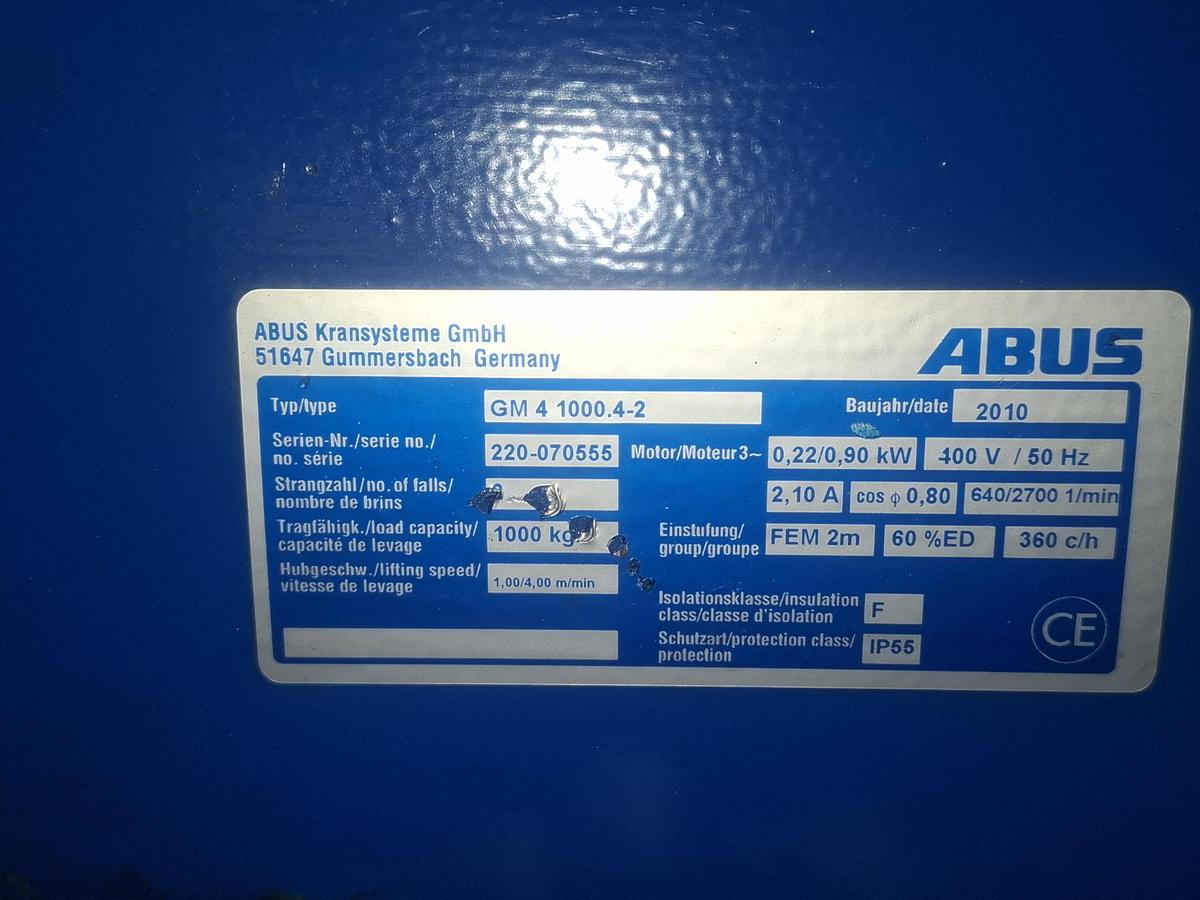 ABUS Kransysteme GmbH
51647 Gummersbach Germany
ABUS
Typ/type GM 4 1000.4-2 Baujahr/date 2010
Serien-Nr./serie no./
no. série 220-070555 Motor/Moteur 3~ 0,22/0,90 kW 400 V / 50 Hz
Strangzahl/no. of falls/
nombre de brins 2,10 A cos φ 0,80 640/2700 1/min
Tragfähigk./load capacity/
capacité de levage 1000 kg Einstufung/
group/groupe FEM 2m 60 %ED 360 c/h
Hubgeschw./lifting speed/
vitesse de levage 1,00/4,00 m/min
Isolationsklasse/insulation
class/classe d'isolation F
Schutzart/protection class/
protection IP55
CE